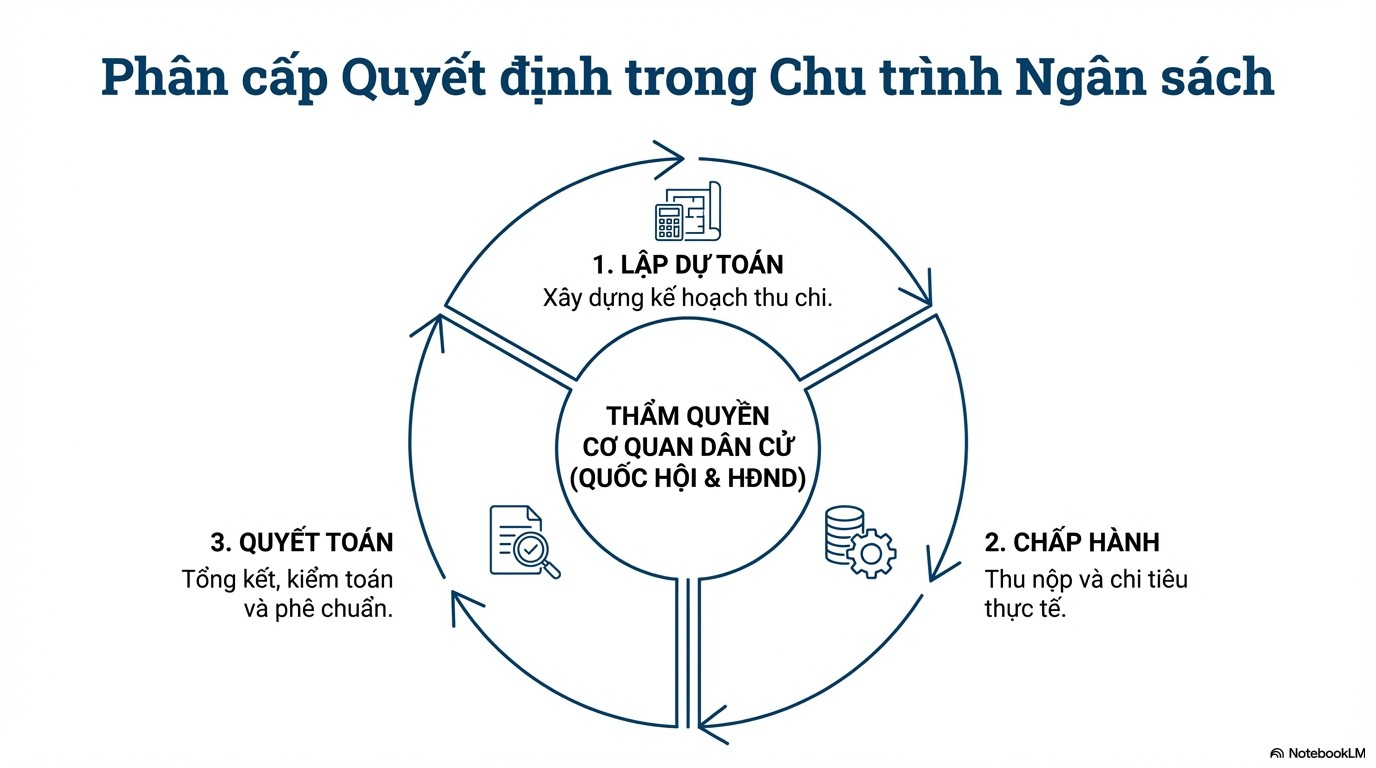 Phân cấp Quyết định trong Chu trình Ngân sách
1. LẬP DỰ TOÁN
Xây dựng kế hoạch thu chi.
THẨM QUYỀN
CƠ QUAN DÂN CỬ
(QUỐC HỘI & HĐND)
3. QUYẾT TOÁN
Tổng kết, kiểm toán
và phê chuẩn.
2. CHẤP HÀNH
Thu nộp và chi tiêu
thực tế.
NotebookLM